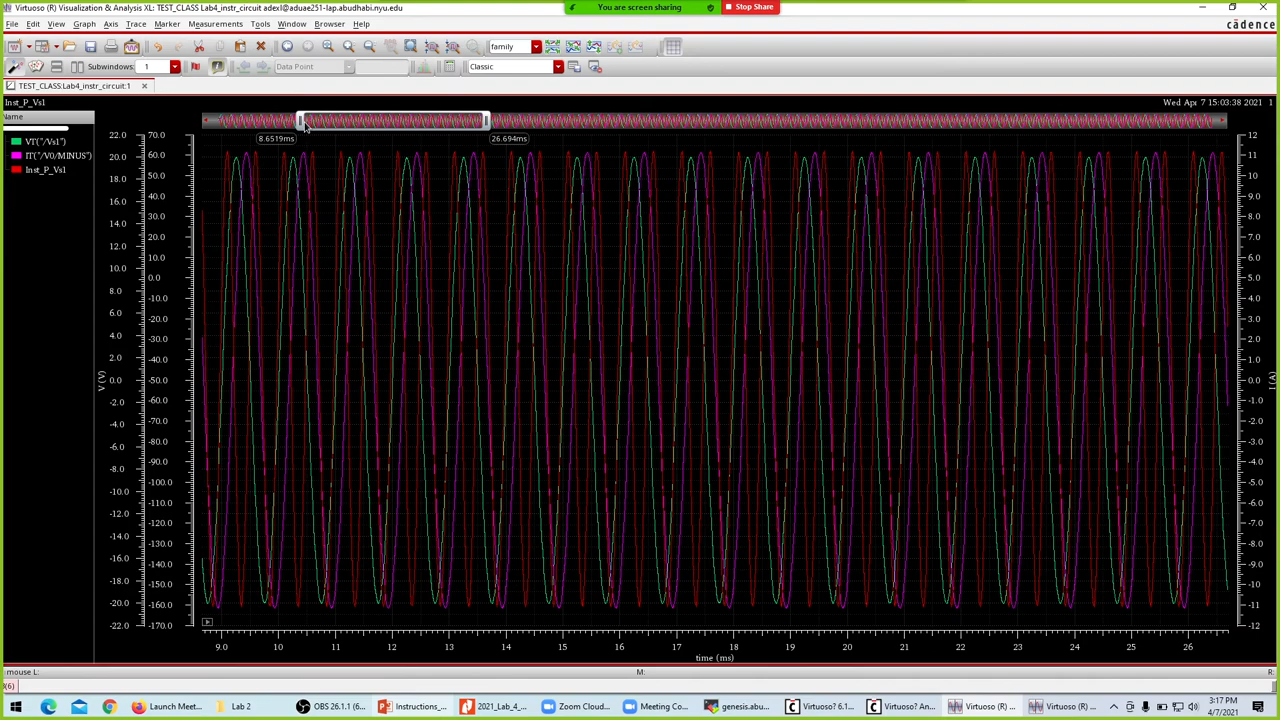 Virtuoso (R) Visualization & Analysis XL: TEST_CLASS Lab4_instr_circuit adexl@aduae251-lap.abudhabi.nyu.edu
You are screen sharing
Stop Share
File Edit View Graph Axis Trace Marker Measurements Tools Window Browser Help
cādence
family
Subwindows: 1
Data Point
Classic
TEST_CLASS:Lab4_instr_circuit:1
Inst_P_Vs1
Wed Apr 7 15:03:38 2021 1
Name
8.6519ms
26.694ms
VT("/Vs1")
IT("/V0/MINUS")
Inst_P_Vs1
22.0 70.0 12
20.0 60.0 11
18.0 50.0 10
16.0 40.0 9.0
14.0 30.0 8.0
12.0 20.0 7.0
10.0 10.0 6.0
8.0 0.0 5.0
6.0 -10.0 4.0
4.0 -20.0 3.0
2.0 -30.0 2.0
0.0 -40.0 1.0
-2.0 -50.0 0.0
-4.0 -60.0 -1.0
-6.0 -70.0 -2.0
-8.0 -80.0 -3.0
-10.0 -90.0 -4.0
-12.0 -100.0 -5.0
-14.0 -110.0 -6.0
-16.0 -120.0 -7.0
-18.0 -130.0 -8.0
-20.0 -140.0 -9.0
-22.0 -150.0 -10
-160.0 -11
-170.0 -12
V (V)
I (A)
9.0 10 11 12 13 14 15 16 17 18 19 20 21 22 23 24 25 26
time (ms)
mouse L:
M:
R:
(6)
Launch Meet...
Lab 2
OBS 26.1.1 (6...
Instructions_...
2021_Lab_4_...
Zoom Cloud...
Meeting Co...
genesis.abu...
Virtuoso? 6.1...
Virtuoso? An...
Virtuoso (R) ...
Virtuoso (R) ...
3:17 PM
4/7/2021